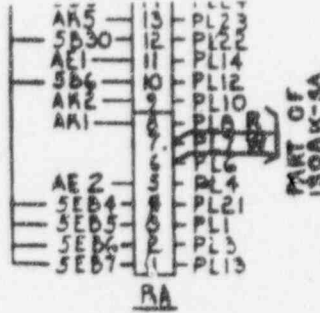 AK5 13 PL23
5B30 12 PL22
AE1 11 PL14
5B6 10 PL12
AK2 9 PL10
AK1 8
7
6 PL6
AE2 5 PL4
5EB4 4 PL21
5EB5 3 PL1
5EB6 2 PL3
5EB7 1 PL13
RA
PART OF